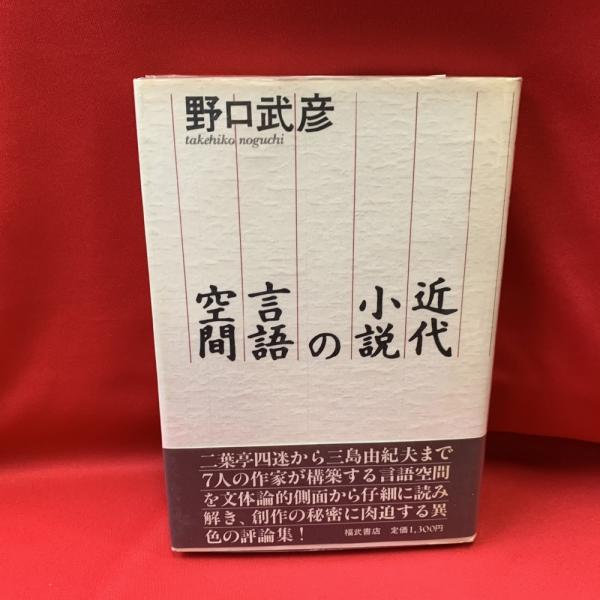 野口武彦
takehiko noguchi
近代
小説
の
言語
空間
二葉亭四迷から三島由紀夫まで
7人の作家が構築する言語空間
を文体論的側面から仔細に読み
解き、創作の秘密に肉迫する異
色の評論集!
福武書店 定価1,300円